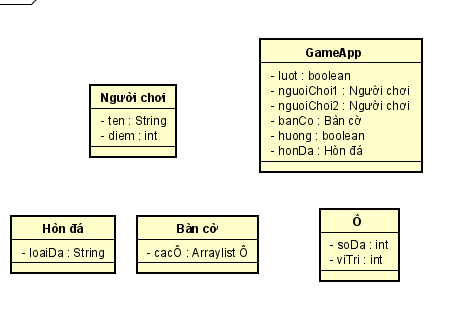 GameApp
- luot : boolean
- nguoiChoi1 : Người chơi
- nguoiChoi2 : Người chơi
- banCo : Bàn cờ
- huong : boolean
- honDa : Hòn đá
Người chơi
- ten : String
- diem : int
Hòn đá
- loaiDa : String
Bàn cờ
- cacÔ : Arraylist Ô
Ô
- soDa : int
- viTri : int